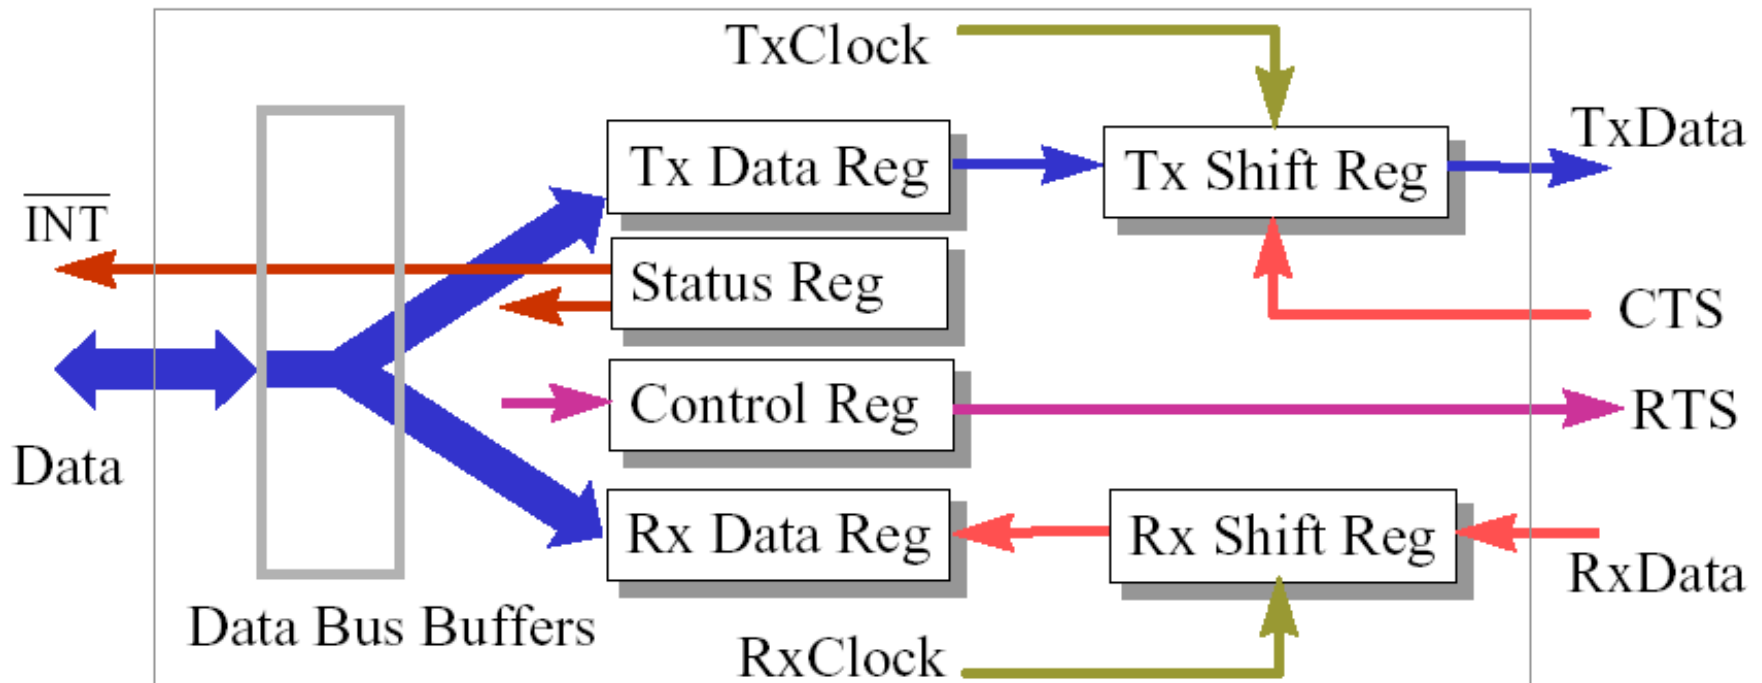 TxClock
TxData
Tx Data Reg
Tx Shift Reg
INT
Status Reg
CTS
Control Reg
RTS
Data
Rx Data Reg
Rx Shift Reg
RxData
Data Bus Buffers
RxClock